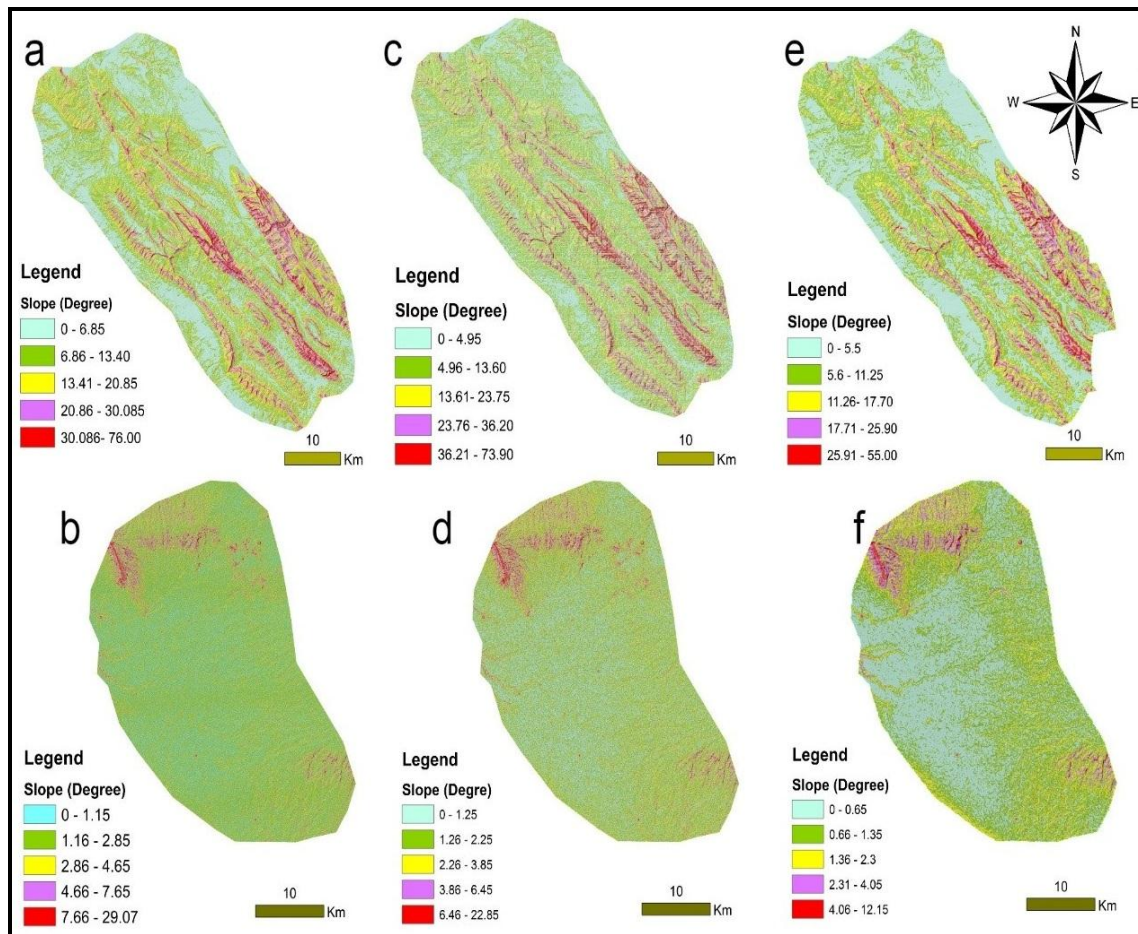 a
Legend
Slope (Degree)
0 - 6.85
6.86 - 13.40
13.41 - 20.85
20.86 - 30.085
30.086- 76.00
10
Km
c
Legend
Slope (Degree)
0 - 4.95
4.96 - 13.60
13.61 - 23.75
23.76 - 36.20
36.21 - 73.90
10
Km
e
N
W
E
S
Legend
Slope (Degree)
0 - 5.5
5.6 - 11.25
11.26- 17.70
17.71 - 25.90
25.91 - 55.00
10
Km
b
Legend
Slope (Degree)
0 - 1.15
1.16 - 2.85
2.86 - 4.65
4.66 - 7.65
7.66 - 29.07
10
Km
d
Legend
Slope (Degre)
0 - 1.25
1.26 - 2.25
2.26 - 3.85
3.86 - 6.45
6.46 - 22.85
10
Km
f
Legend
Slope (Degree)
0 - 0.65
0.66 - 1.35
1.36 - 2.3
2.31 - 4.05
4.06 - 12.15
10
Km